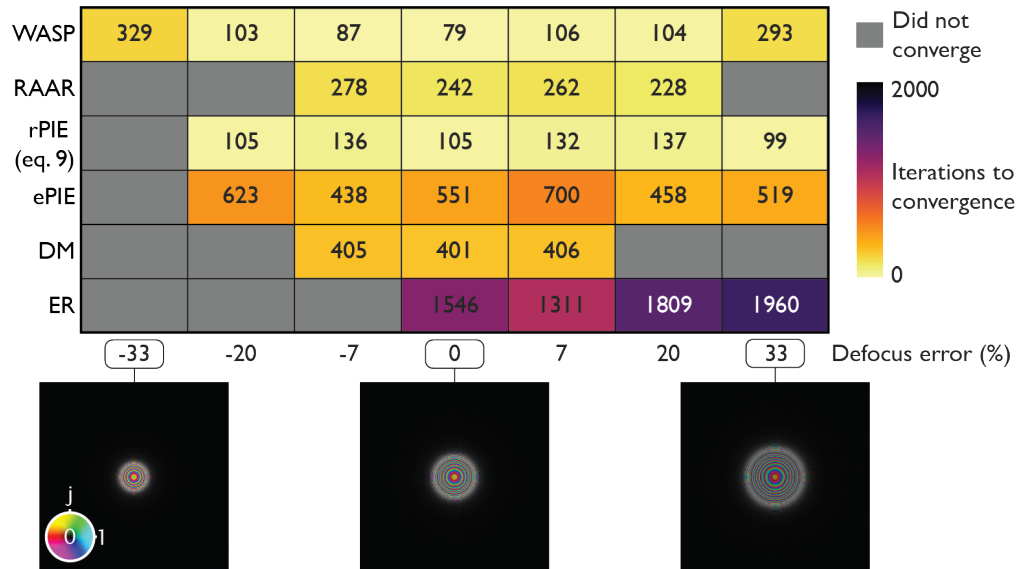 WASP 329 103 87 79 106 104 293
Did not
converge
RAAR 278 242 262 228
2000
rPIE
(eq. 9) 105 136 105 132 137 99
ePIE 623 438 551 700 458 519
Iterations to
convergence
DM 405 401 406
0
ER 1546 1311 1809 1960
-33 -20 -7 0 7 20 33 Defocus error (%)
j
0 1